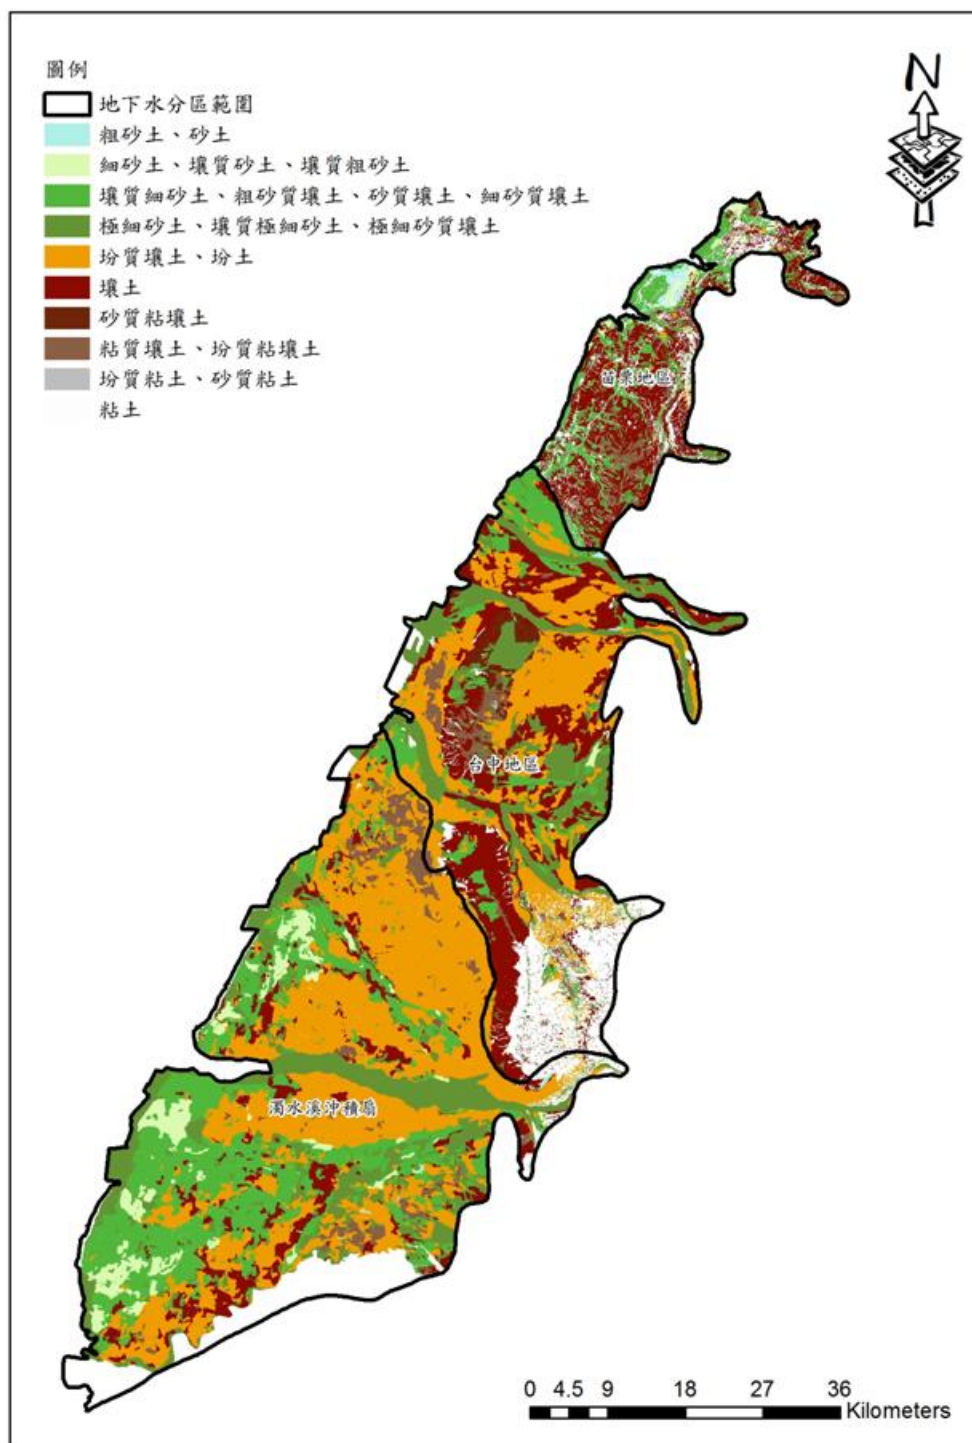 圖例
地下水分區範圍
粗砂土、砂土
細砂土、壤質砂土、壤質粗砂土
壤質細砂土、粗砂質壤土、砂質壤土、細砂質壤土
極細砂土、壤質極細砂土、極細砂質壤土
坋質壤土、坋土
壤土
砂質粘壤土
粘質壤土、坋質粘壤土
坋質粘土、砂質粘土
粘土
N
苗栗地區
台中地區
濁水溪沖積扇
0 4.5 9 18 27 36
Kilometers